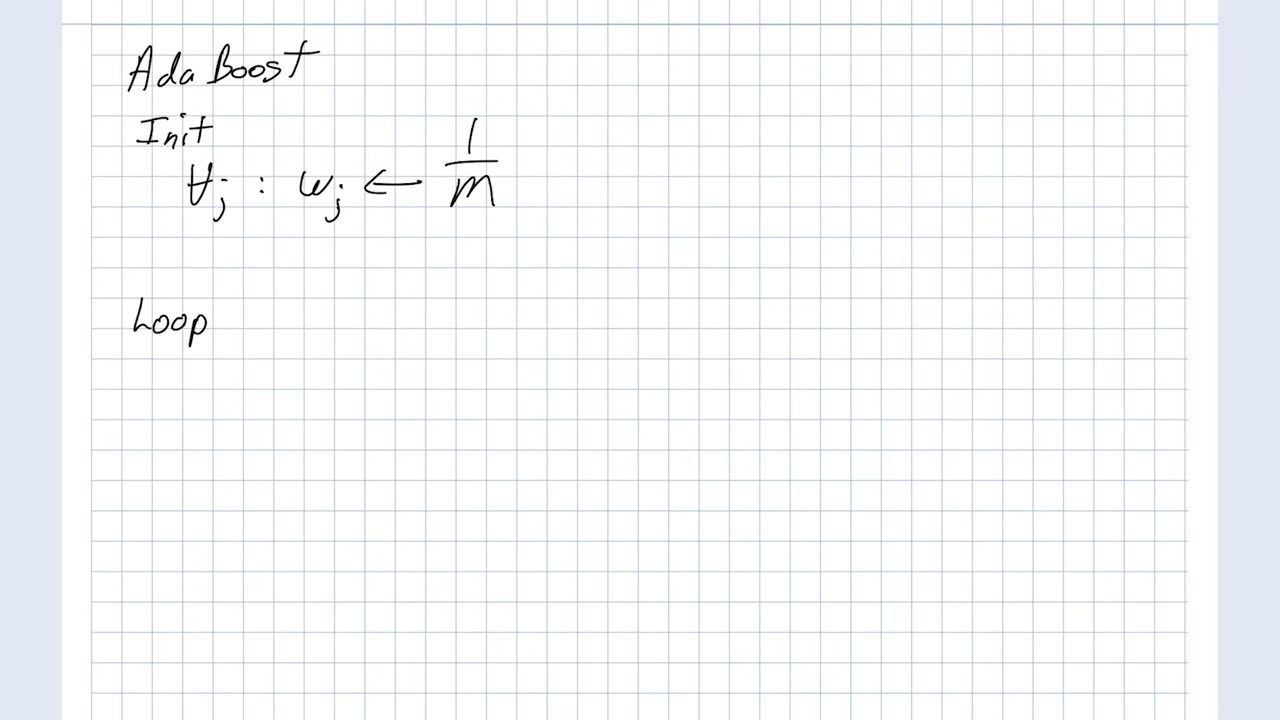 AdaBoost
Init
∀j : wj ← 1/m
Loop